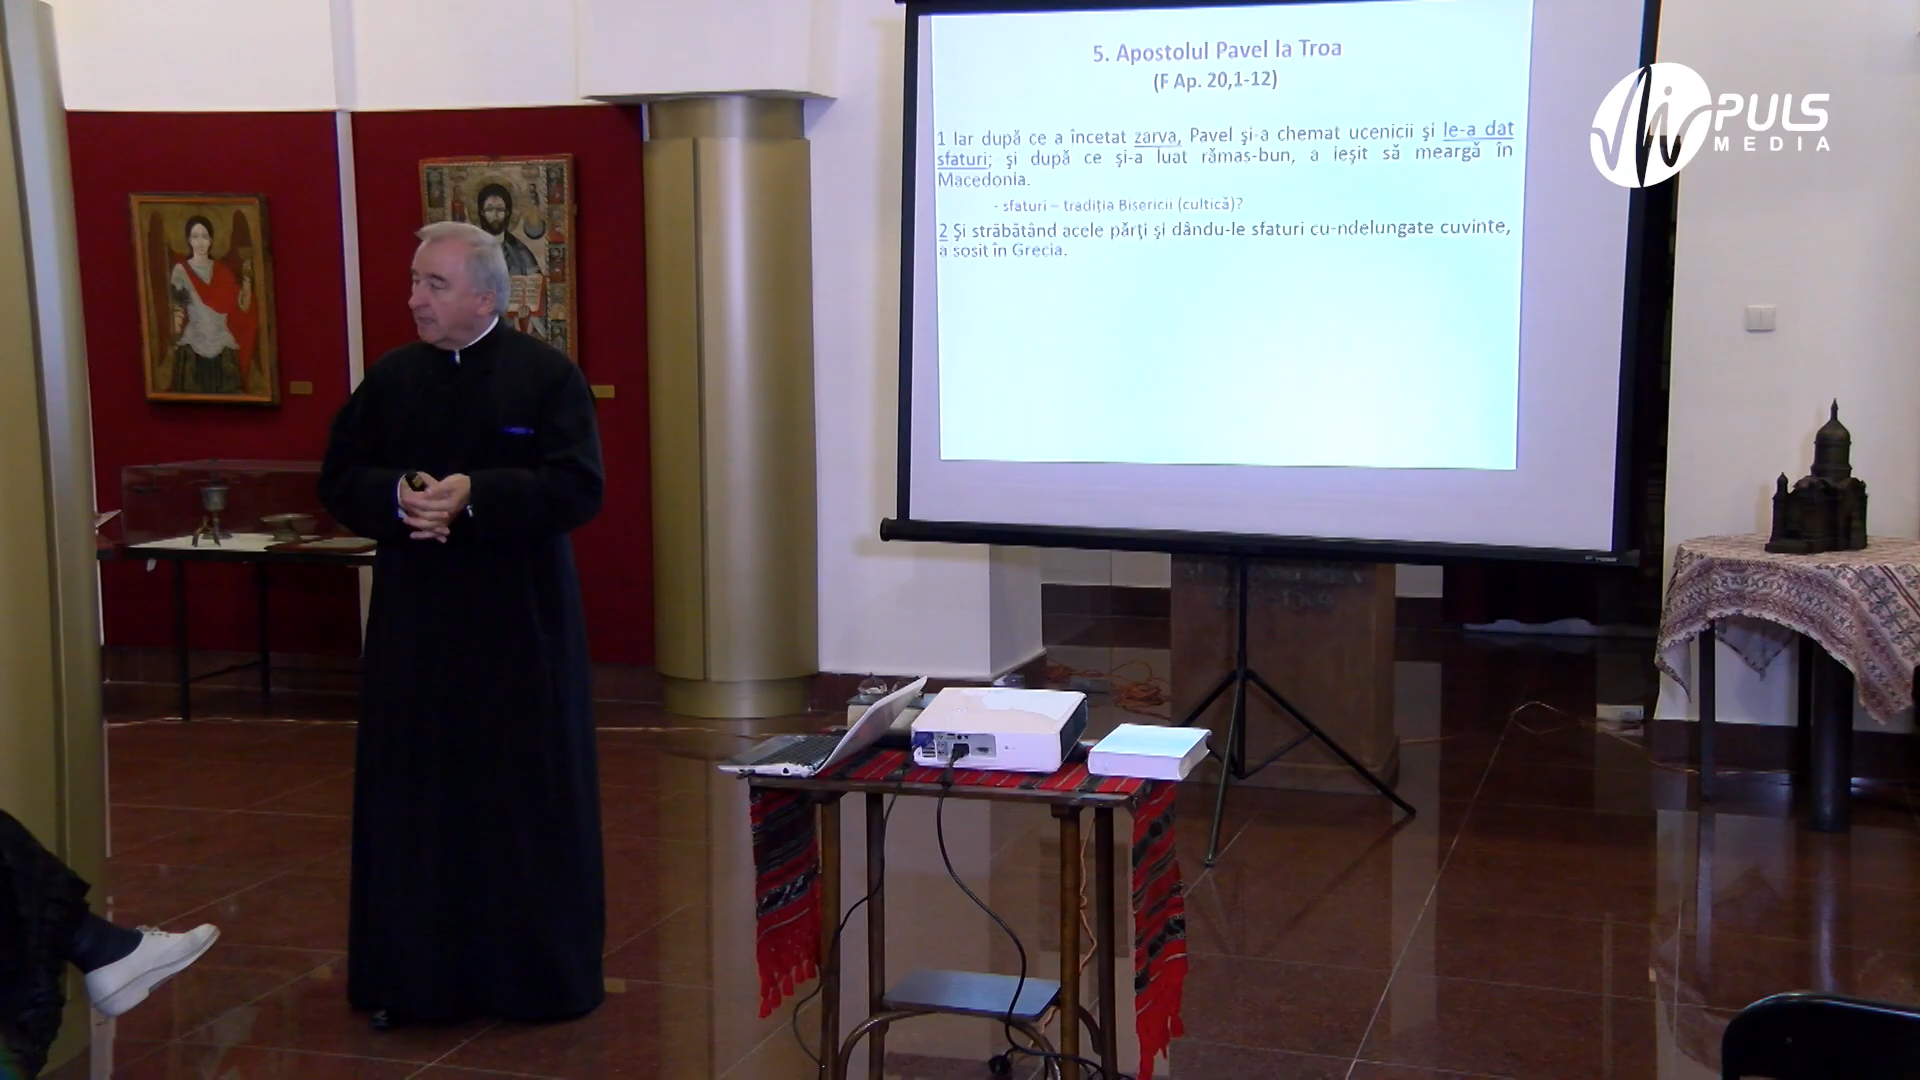 5. Apostolul Pavel la Troa
(F Ap. 20,1-12)
1 Iar după ce a încetat zarva, Pavel şi-a chemat ucenicii şi le-a dat
sfaturi; şi după ce şi-a luat rămas-bun, a ieşit să meargă în
Macedonia.
- sfaturi – tradiția Bisericii (cultică)?
2 Şi străbătând acele părţi şi dându-le sfaturi cu-ndelungate cuvinte,
a sosit în Grecia.
PULS
MEDIA